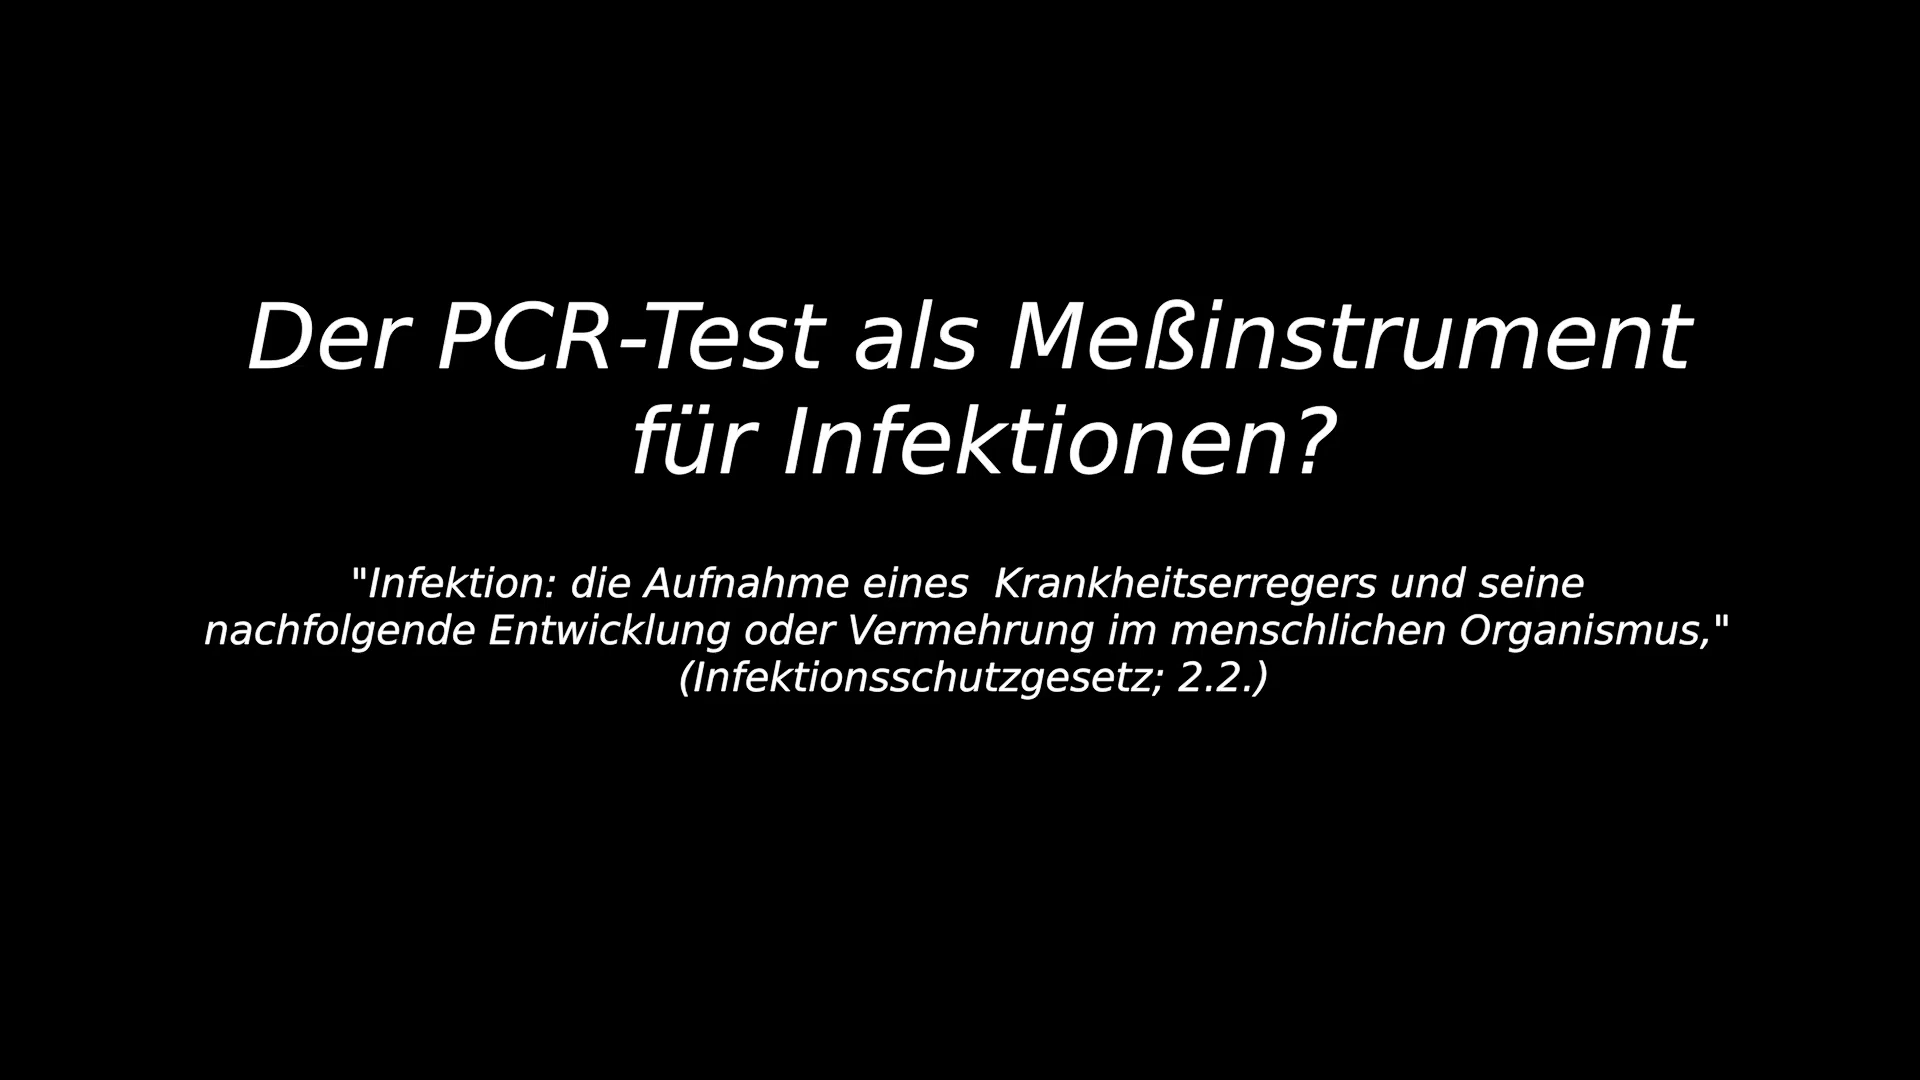 Der PCR-Test als Meßinstrument
für Infektionen?
"Infektion: die Aufnahme eines  Krankheitserregers und seine
nachfolgende Entwicklung oder Vermehrung im menschlichen Organismus,"
(Infektionsschutzgesetz; 2.2.)